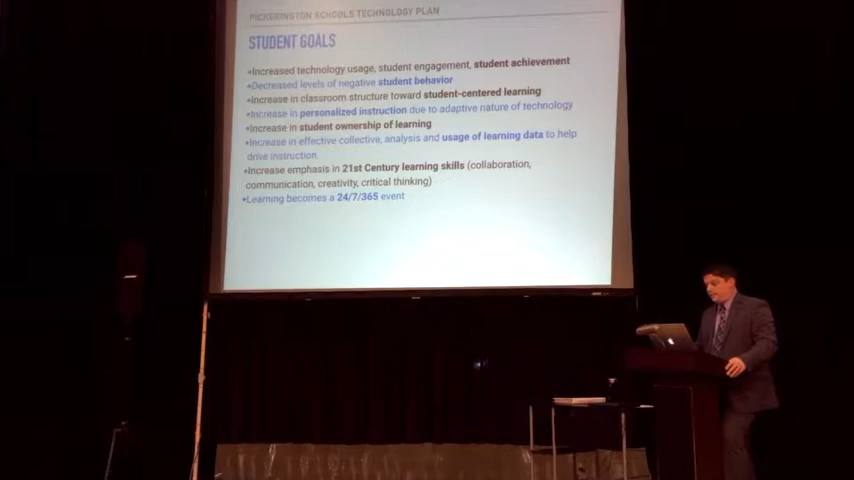 PICKERINGTON SCHOOLS TECHNOLOGY PLAN
STUDENT GOALS
•Increased technology usage, student engagement, student achievement
•Decreased levels of negative student behavior
•Increase in classroom structure toward student-centered learning
•Increase in personalized instruction due to adaptive nature of technology
•Increase in student ownership of learning
•Increase in effective collective, analysis and usage of learning data to help
drive instruction.
•Increase emphasis in 21st Century learning skills (collaboration,
communication, creativity, critical thinking)
•Learning becomes a 24/7/365 event